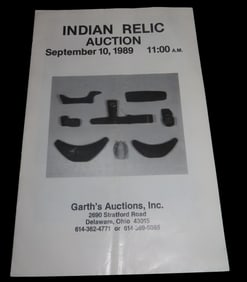 INDIAN RELIC
AUCTION
September 10, 1989 11:00 A.M.
Garth's Auctions, Inc.
2690 Stratford Road
Delaware, Ohio 43015
614-362-4771 or